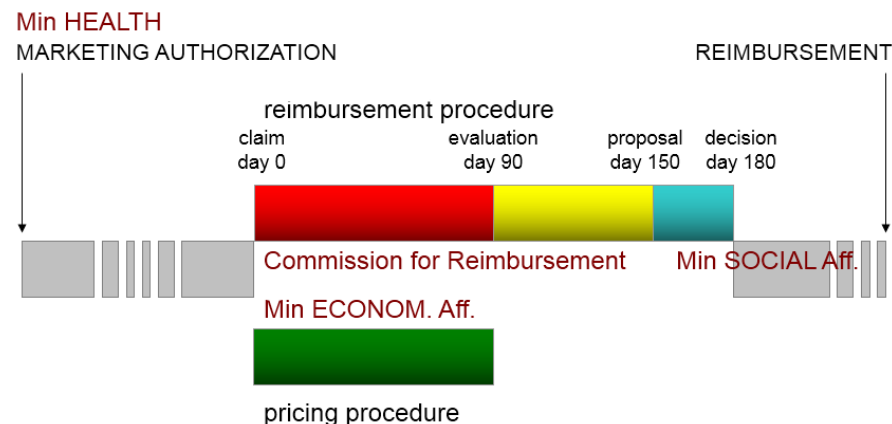 Min HEALTH
MARKETING AUTHORIZATION
REIMBURSEMENT
reimbursement procedure
claim
day 0
evaluation
day 90
proposal
day 150
decision
day 180
Commission for Reimbursement
Min SOCIAL Aff.
Min ECONOM. Aff.
pricing procedure